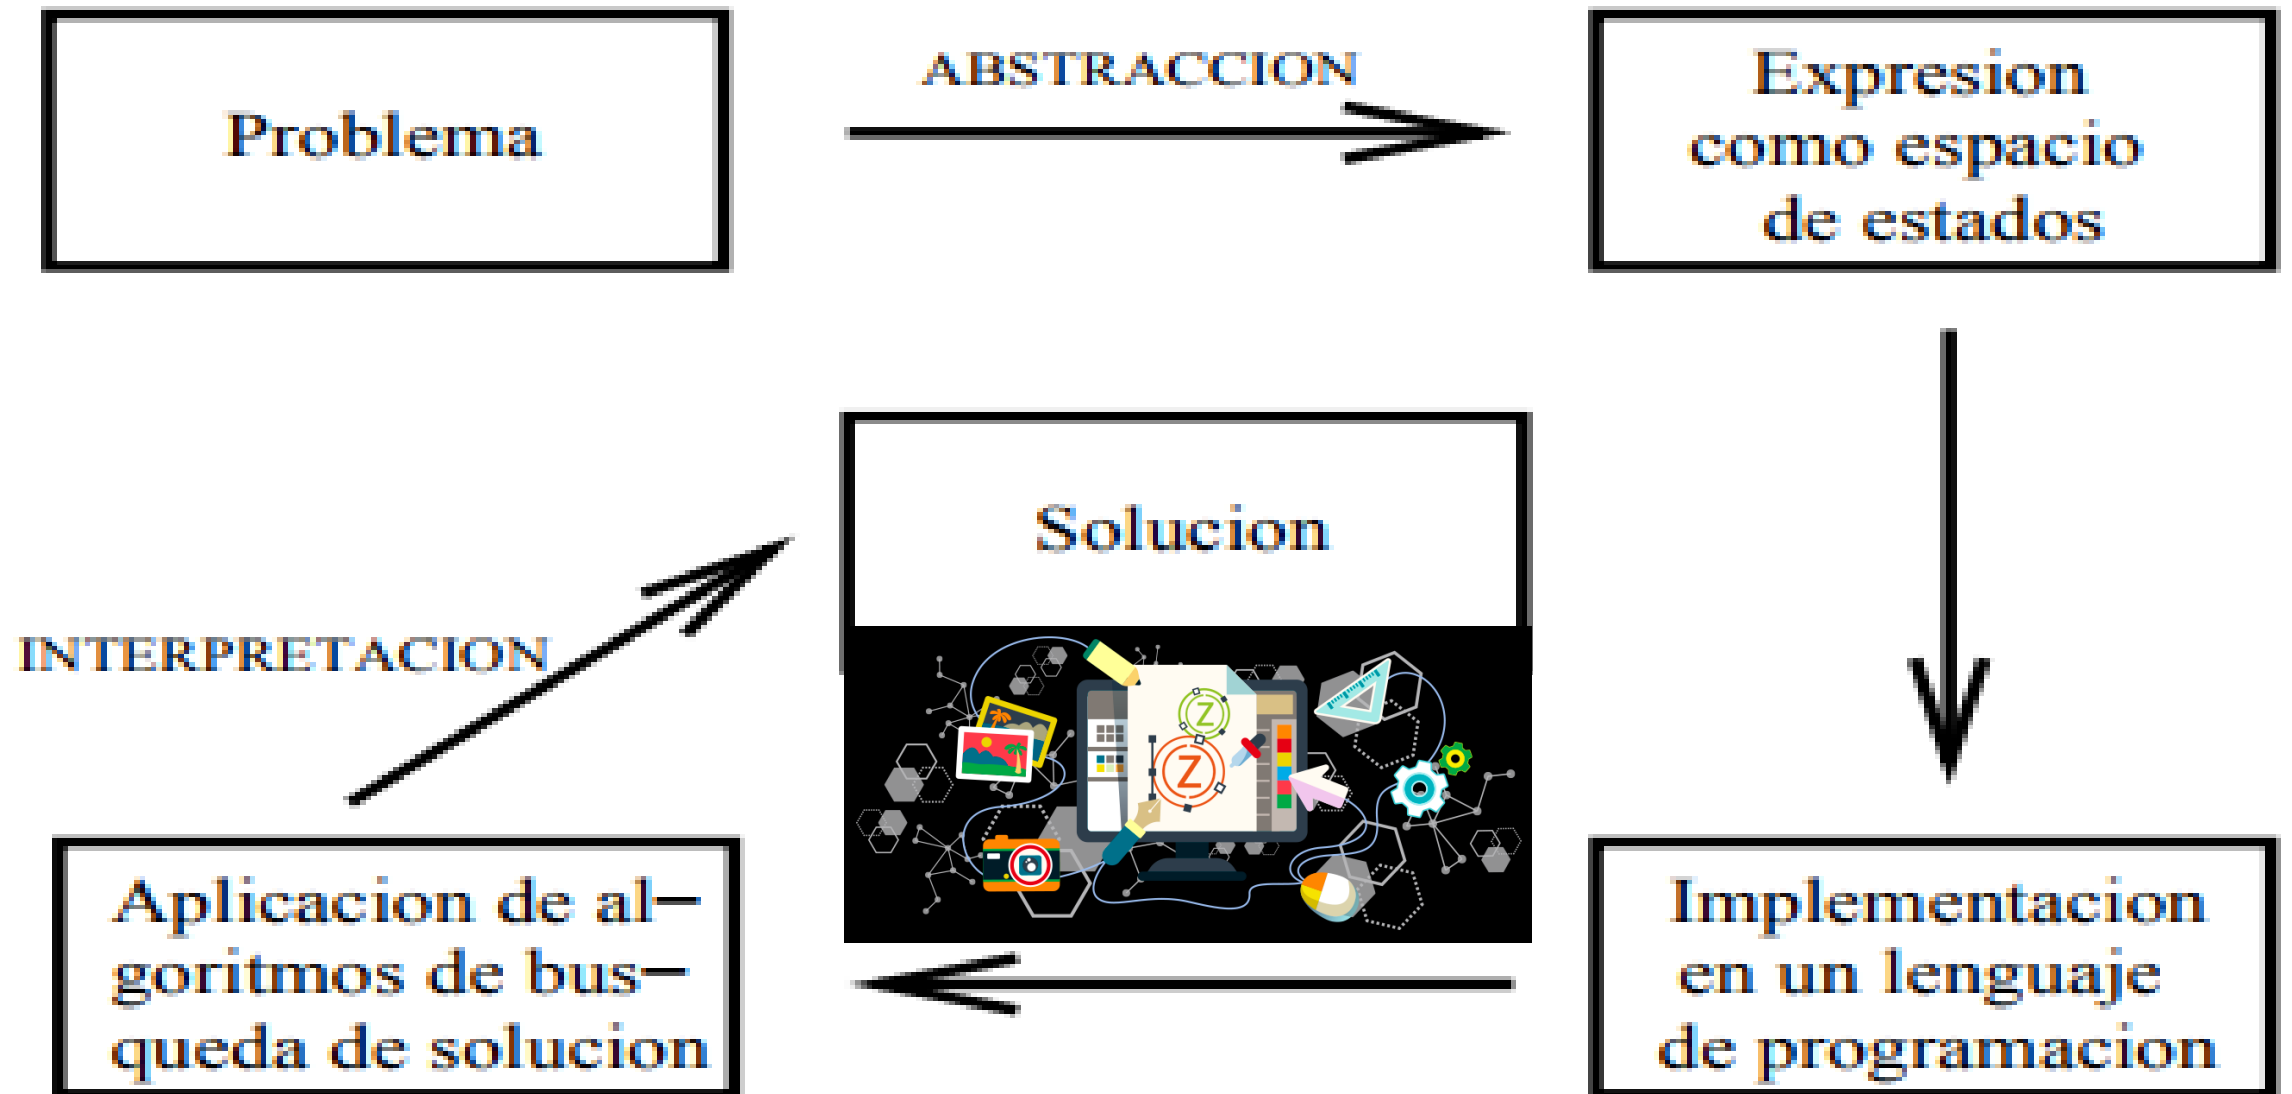 Problema
ABSTRACCION
Expresion
como espacio
de estados
Solucion
Z
Z
INTERPRETACION
Aplicacion de al-
goritmos de bus-
queda de solucion
Implementacion
en un lenguaje
de programacion